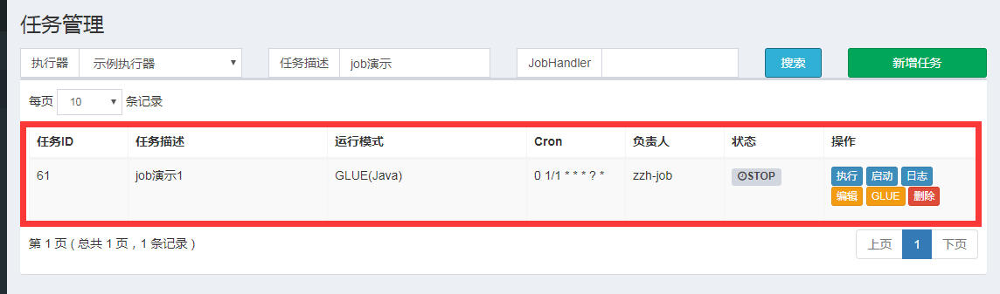 任务管理
执行器 示例执行器 任务描述 job演示 JobHandler 搜索 新增任务
每页 10 条记录
任务ID 任务描述 运行模式 Cron 负责人 状态 操作
61 job演示1 GLUE(Java) 0 1/1 * * * ? * zzh-job STOP 执行 启动 日志
编辑 GLUE 删除
第 1 页 ( 总共 1 页，1 条记录 ) 上页 1 下页